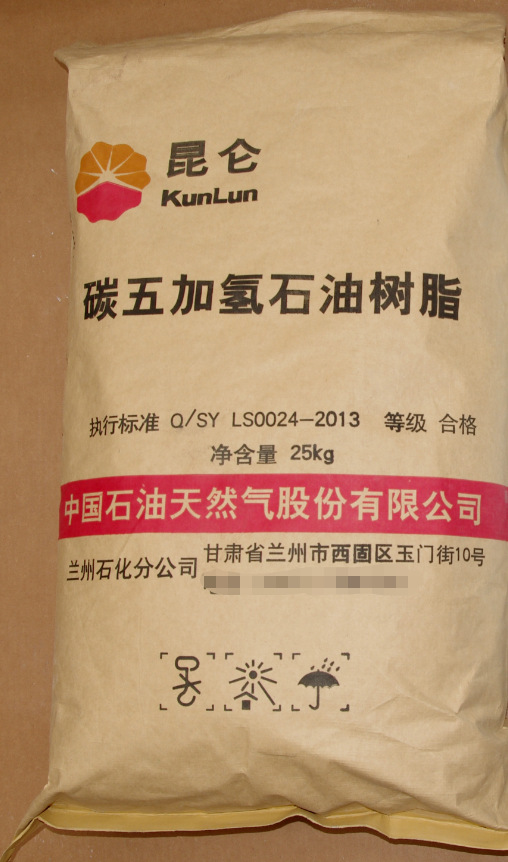 昆仑
KunLun
碳五加氢石油树脂
执行标准 Q/SY LS0024-2013 等级 合格
净含量 25kg
中国石油天然气股份有限公司
兰州石化分公司
甘肃省兰州市西固区玉门街10号